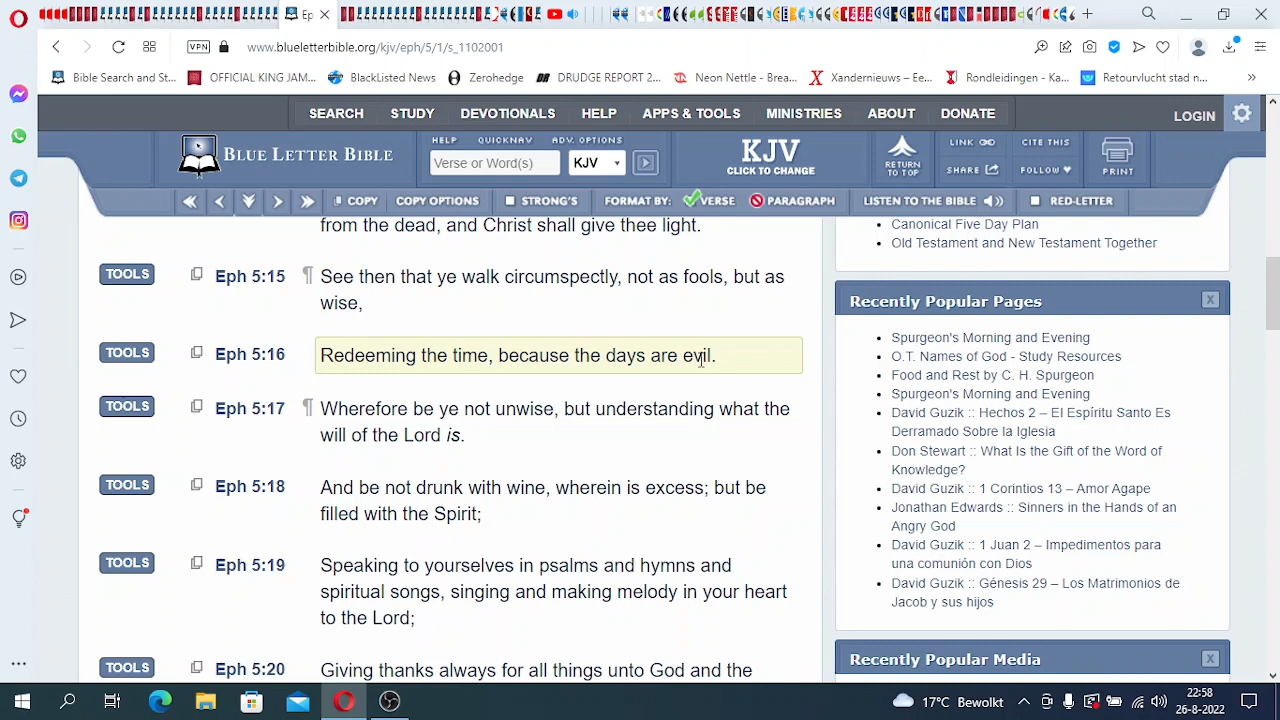 Ep
www.blueletterbible.org/kjv/eph/5/1/s_1102001
VPN
Bible Search and St...
OFFICIAL KING JAM...
BlackListed News
Zerohedge
DRUDGE REPORT 2...
Neon Nettle - Brea...
Xandernieuws – Ee...
Rondleidingen - Ka...
Retourvlucht stad n...
»
SEARCH STUDY DEVOTIONALS HELP APPS & TOOLS MINISTRIES ABOUT DONATE
LOGIN
BLUE LETTER BIBLE
HELP QUICKNAV ADV. OPTIONS
Verse or Word(s)
KJV
KJV
CLICK TO CHANGE
RETURN
TO TOP
LINK
CITE THIS
SHARE
FOLLOW
PRINT
COPY COPY OPTIONS STRONG'S FORMAT BY: VERSE PARAGRAPH LISTEN TO THE BIBLE RED-LETTER
from the dead, and Christ shall give thee light.
TOOLS Eph 5:15 ¶ See then that ye walk circumspectly, not as fools, but as
wise,
TOOLS Eph 5:16 Redeeming the time, because the days are evil.
TOOLS Eph 5:17 ¶ Wherefore be ye not unwise, but understanding what the
will of the Lord is.
TOOLS Eph 5:18 And be not drunk with wine, wherein is excess; but be
filled with the Spirit;
TOOLS Eph 5:19 Speaking to yourselves in psalms and hymns and
spiritual songs, singing and making melody in your heart
to the Lord;
TOOLS Eph 5:20 Giving thanks always for all things unto God and the
Canonical Five Day Plan
Old Testament and New Testament Together
Recently Popular Pages
X
Spurgeon's Morning and Evening
O.T. Names of God - Study Resources
Food and Rest by C. H. Spurgeon
Spurgeon's Morning and Evening
David Guzik :: Hechos 2 – El Espíritu Santo Es
Derramado Sobre la Iglesia
Don Stewart :: What Is the Gift of the Word of
Knowledge?
David Guzik :: 1 Corintios 13 – Amor Agape
Jonathan Edwards :: Sinners in the Hands of an
Angry God
David Guzik :: 1 Juan 2 – Impedimentos para
una comunión con Dios
David Guzik :: Génesis 29 – Los Matrimonios de
Jacob y sus hijos
Recently Popular Media
X
17°C Bewolkt
22:58
26-8-2022